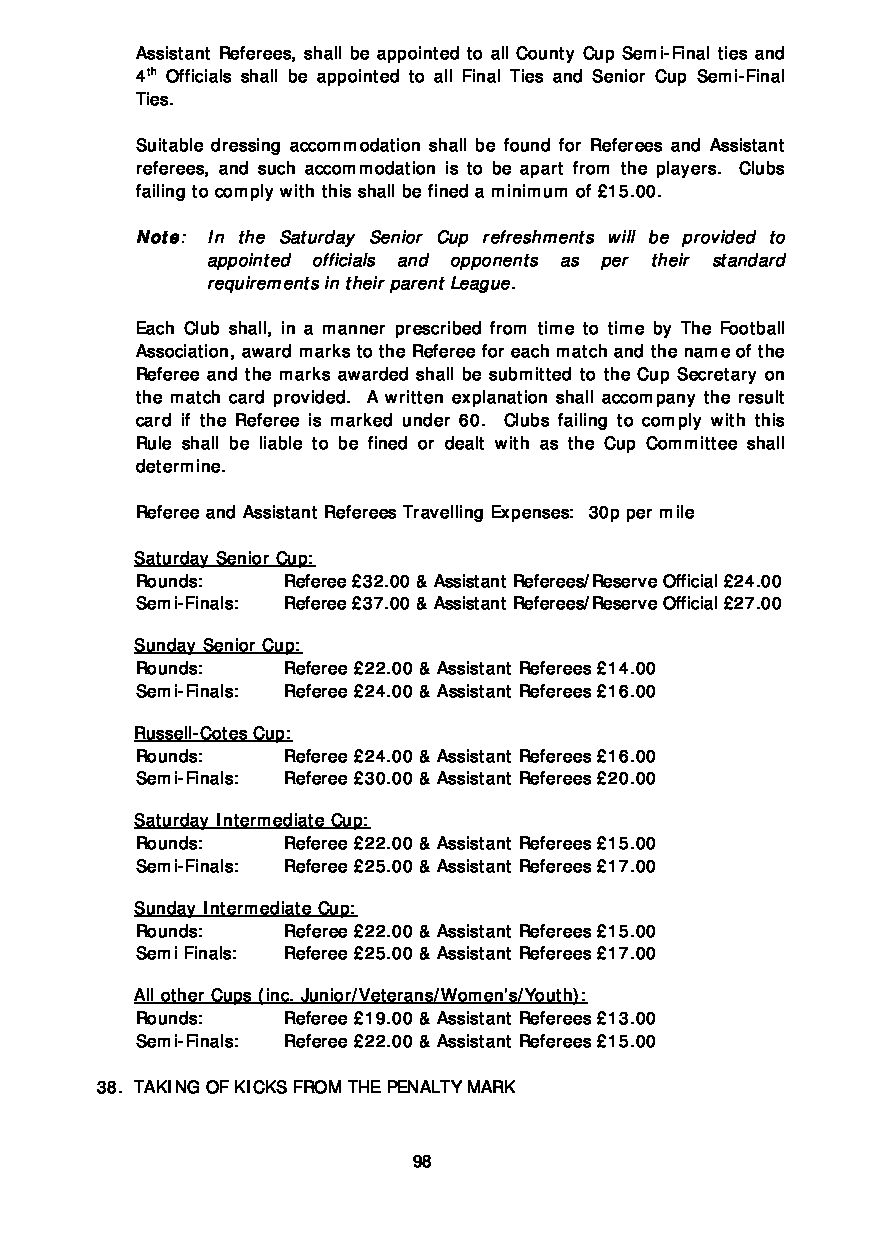 Assistant Referees, shall be appointed to all County Cup Semi-Final ties and
4th Officials shall be appointed to all Final Ties and Senior Cup Semi-Final
Ties.
Suitable dressing accommodation shall be found for Referees and Assistant
referees, and such accommodation is to be apart from the players. Clubs
failing to comply with this shall be fined a minimum of £15.00.
Note: In the Saturday Senior Cup refreshments will be provided to
appointed officials and opponents as per their standard
requirements in their parent League.
Each Club shall, in a manner prescribed from time to time by The Football
Association, award marks to the Referee for each match and the name of the
Referee and the marks awarded shall be submitted to the Cup Secretary on
the match card provided. A written explanation shall accompany the result
card if the Referee is marked under 60. Clubs failing to comply with this
Rule shall be liable to be fined or dealt with as the Cup Committee shall
determine.
Referee and Assistant Referees Travelling Expenses: 30p per mile
Saturday Senior Cup:
Rounds: Referee £32.00 & Assistant Referees/Reserve Official £24.00
Semi-Finals: Referee £37.00 & Assistant Referees/Reserve Official £27.00
Sunday Senior Cup:
Rounds: Referee £22.00 & Assistant Referees £14.00
Semi-Finals: Referee £24.00 & Assistant Referees £16.00
Russell-Cotes Cup:
Rounds: Referee £24.00 & Assistant Referees £16.00
Semi-Finals: Referee £30.00 & Assistant Referees £20.00
Saturday Intermediate Cup:
Rounds: Referee £22.00 & Assistant Referees £15.00
Semi-Finals: Referee £25.00 & Assistant Referees £17.00
Sunday Intermediate Cup:
Rounds: Referee £22.00 & Assistant Referees £15.00
Semi Finals: Referee £25.00 & Assistant Referees £17.00
All other Cups (inc. Junior/Veterans/Women's/Youth):
Rounds: Referee £19.00 & Assistant Referees £13.00
Semi-Finals: Referee £22.00 & Assistant Referees £15.00
38. TAKING OF KICKS FROM THE PENALTY MARK
98